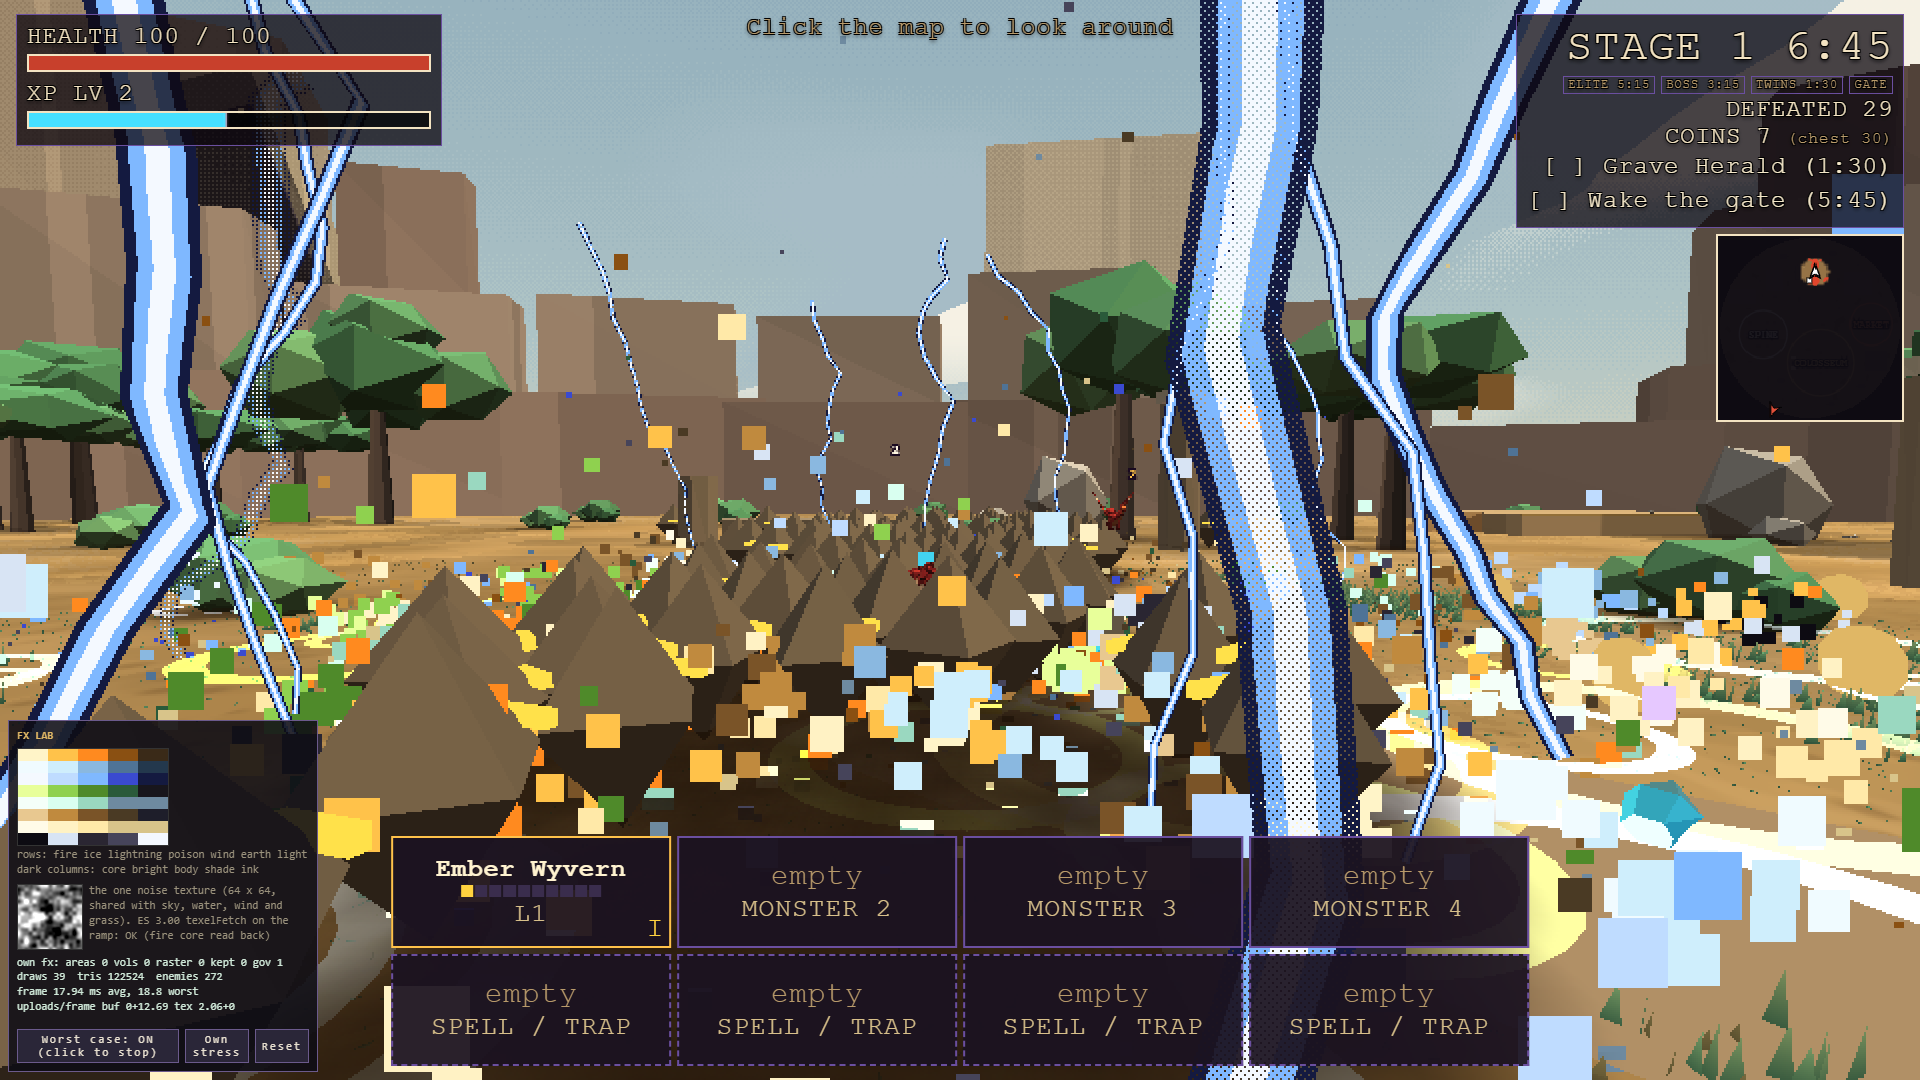 HEALTH 100 / 100
XP LV 2
Click the map to look around
STAGE 1 6:45
ELITE 5:15 BOSS 3:15 TWINS 1:30 GATE
DEFEATED 29
COINS 7 (chest 30)
[ ] Grave Herald (1:30)
[ ] Wake the gate (5:45)
FX LAB
rows: fire ice lightning poison wind earth light
dark columns: core bright body shade ink
the one noise texture (64 x 64,
shared with sky, water, wind and
grass). ES 3.00 texelFetch on the
ramp: OK (fire core read back)
own fx: areas 0 vols 0 raster 0 kept 0 gov 1
draws 39 tris 122524 enemies 272
frame 17.94 ms avg, 18.8 worst
uploads/frame buf 0+12.69 tex 2.06+0
Worst case: ON
(click to stop)
Own
stress
Reset
Ember Wyvern
L1
I
empty
MONSTER 2
empty
MONSTER 3
empty
MONSTER 4
empty
SPELL / TRAP
empty
SPELL / TRAP
empty
SPELL / TRAP
empty
SPELL / TRAP